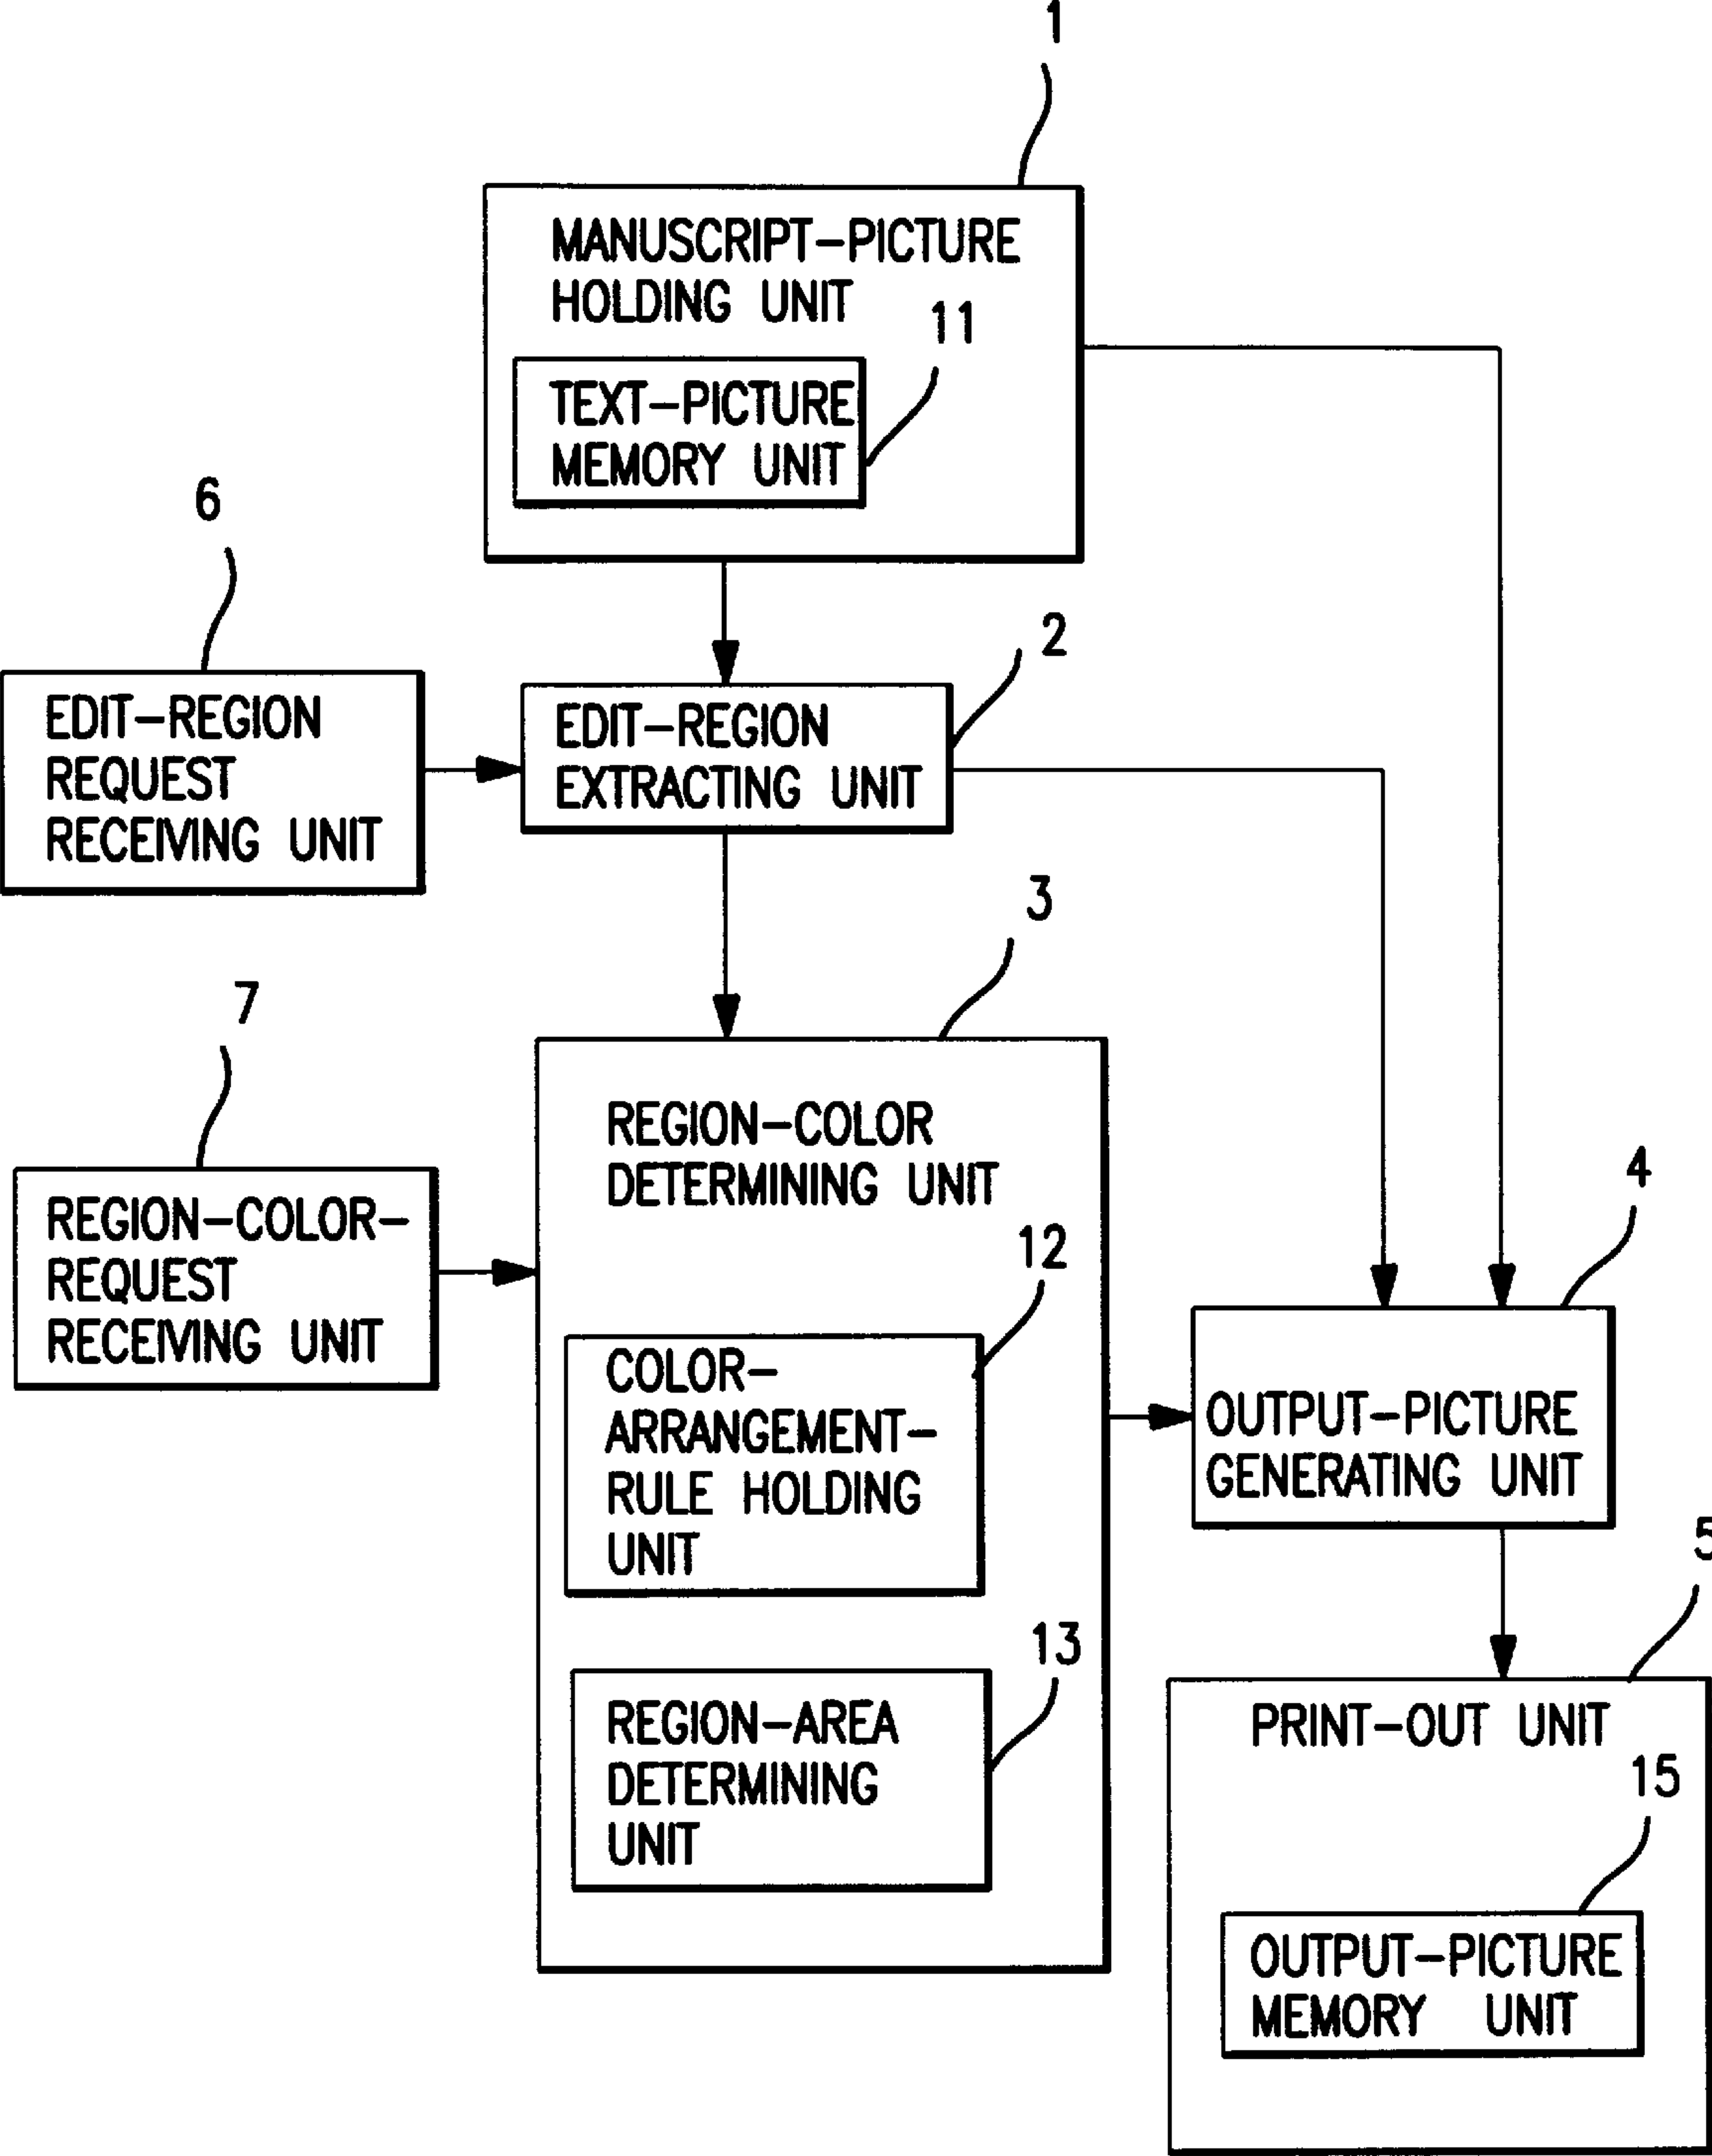 1
MANUSCRIPT-PICTURE
HOLDING UNIT
11
TEXT-PICTURE
MEMORY UNIT
6
EDIT-REGION
REQUEST
RECEIVING UNIT
2
EDIT-REGION
EXTRACTING UNIT
3
7
REGION-COLOR-
REQUEST
RECEIVING UNIT
REGION-COLOR
DETERMINING UNIT
12
COLOR-
ARRANGEMENT-
RULE HOLDING
UNIT
13
REGION-AREA
DETERMINING
UNIT
4
OUTPUT-PICTURE
GENERATING UNIT
5
PRINT-OUT UNIT
15
OUTPUT-PICTURE
MEMORY UNIT